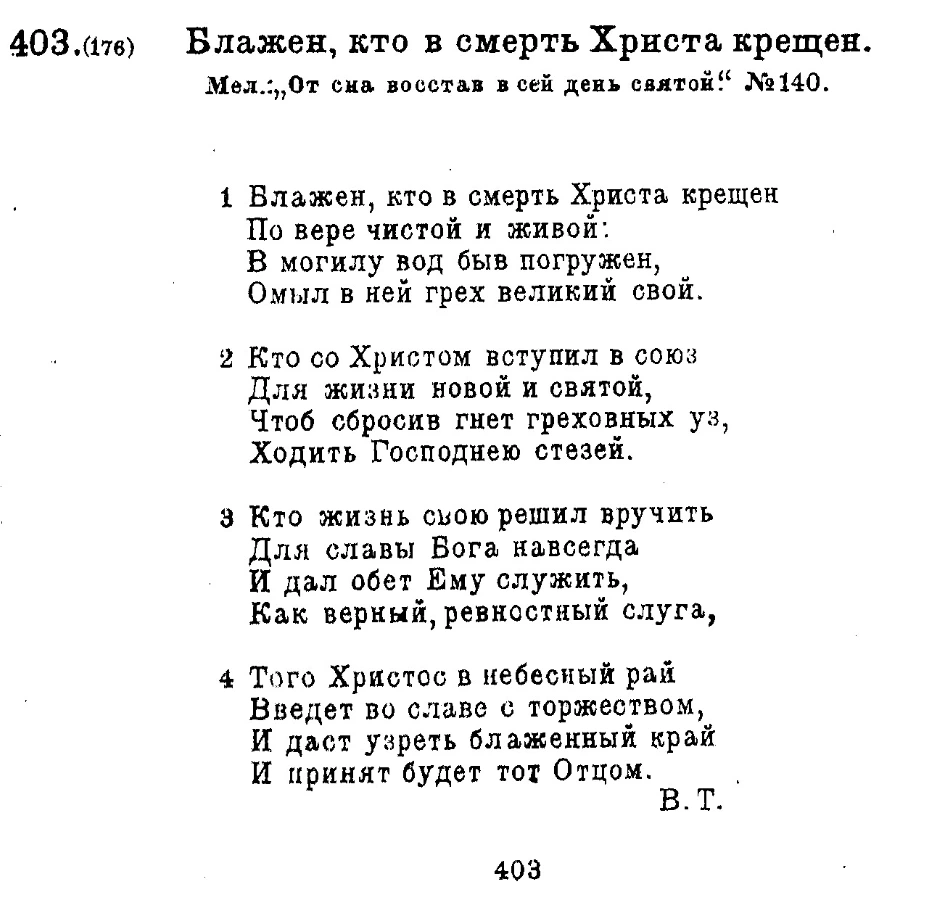 403.(176) Блажен, кто в смерть Христа крещен.
Мел.:„От сна восстав в сей день святой.“ №140.
1 Блажен, кто в смерть Христа крещен
По вере чистой и живой:
В могилу вод быв погружен,
Омыл в ней грех великий свой.
2 Кто со Христом вступил в союз
Для жизни новой и святой,
Чтоб сбросив гнет греховных уз,
Ходить Господнею стезей.
3 Кто жизнь свою решил вручить
Для славы Бога навсегда
И дал обет Ему служить,
Как верный, ревностный слуга,
4 Того Христос в небесный рай
Введет во славе с торжеством,
И даст узреть блаженный край
И принят будет тот Отцом.
В. Т.
403